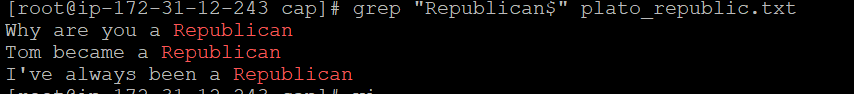 [root@ip-172-31-12-243 cap]# grep "Republican$" plato_republic.txt
Why are you a Republican
Tom became a Republican
I've always been a Republican